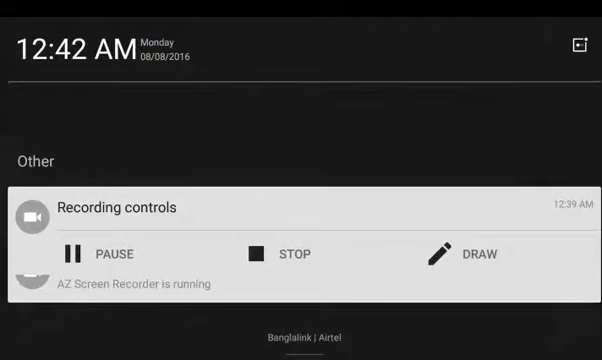 12:42 AM
Monday
08/08/2016
Other
Recording controls
12:39 AM
PAUSE
STOP
DRAW
AZ Screen Recorder is running
Banglalink | Airtel